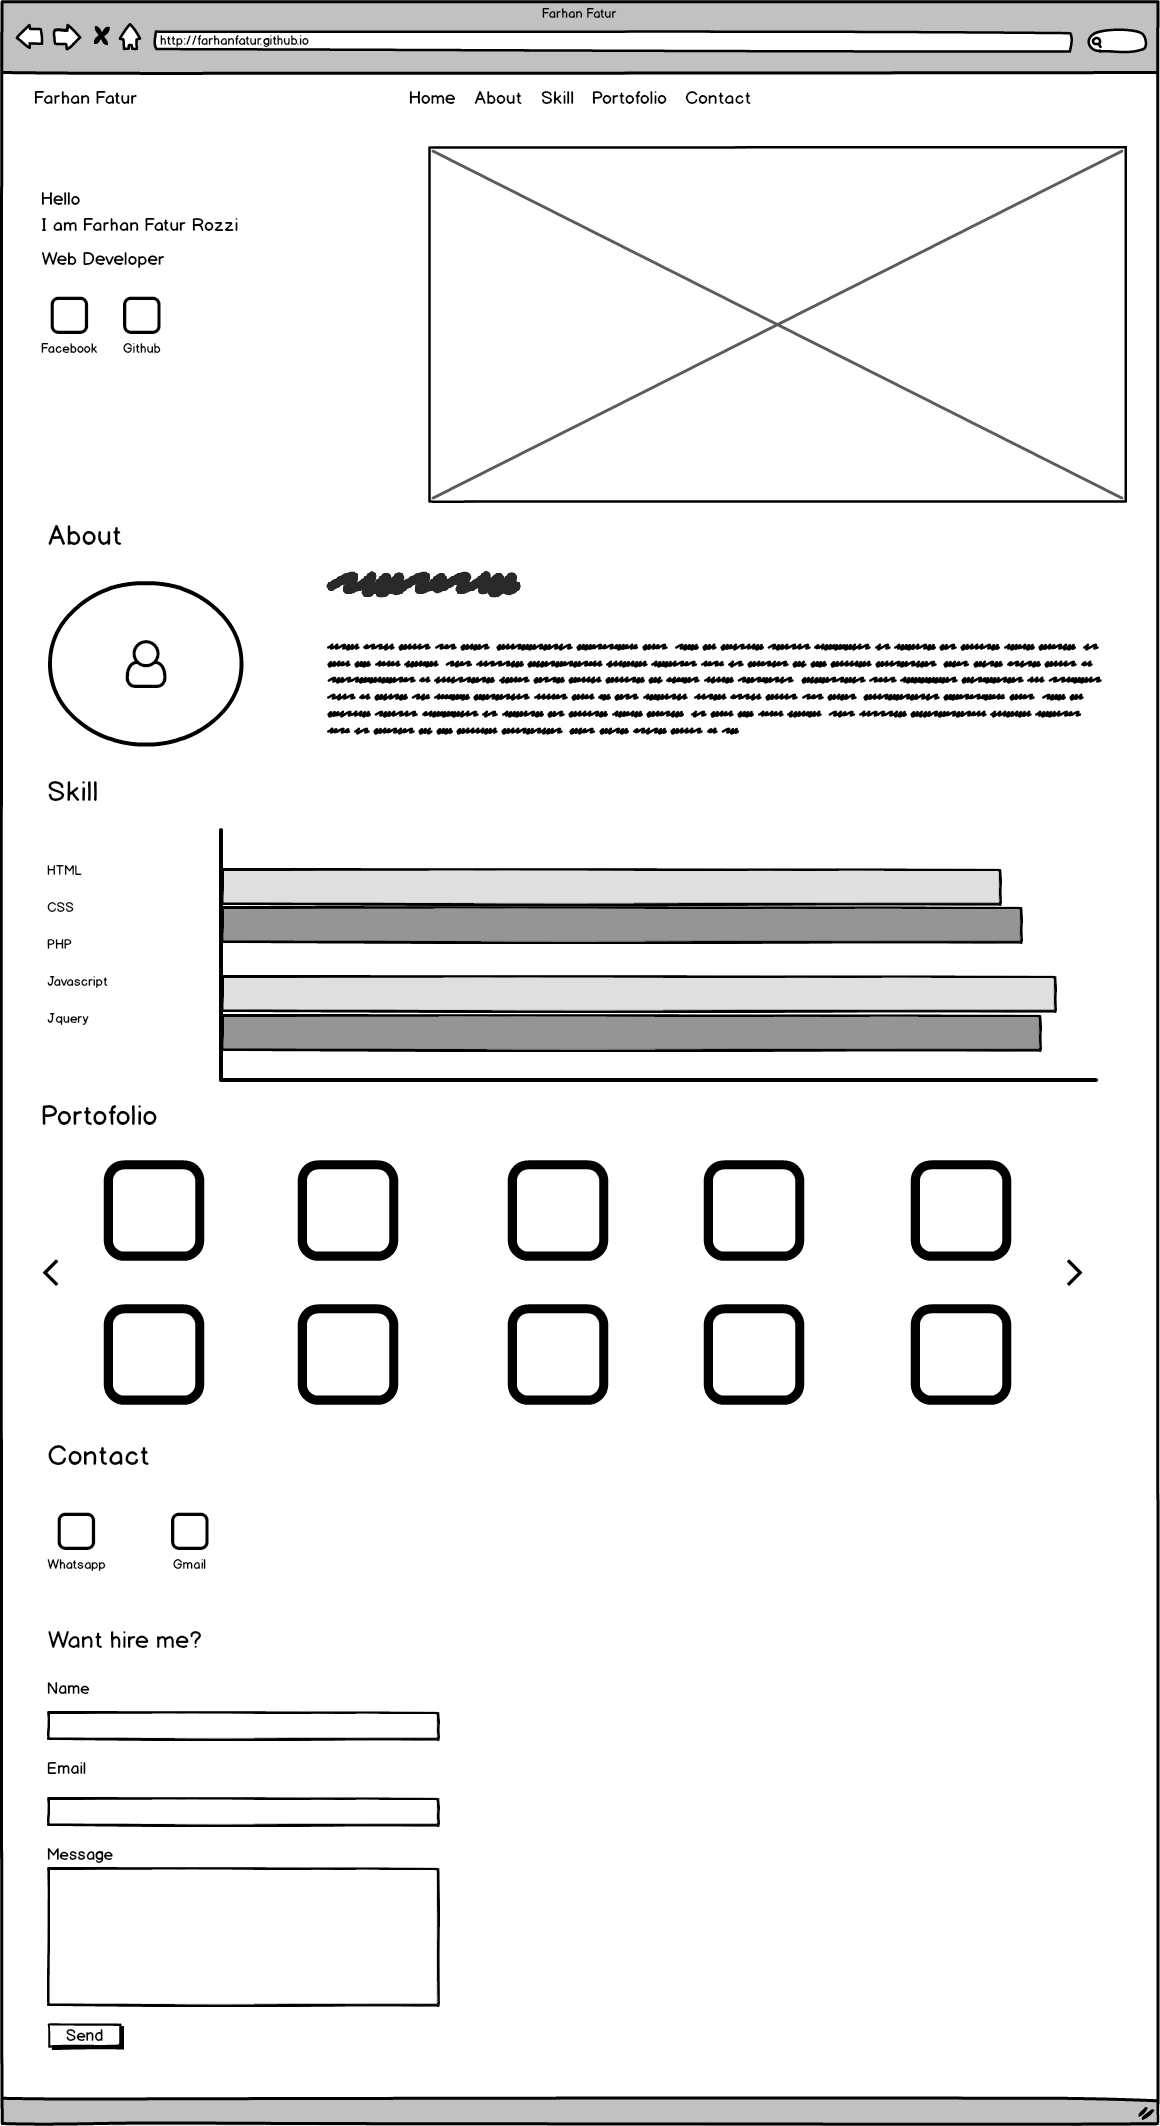 Farhan Fatur
http://farhanfatur.github.io
Farhan Fatur
Home About Skill Portofolio Contact
Hello
I am Farhan Fatur Rozzi
Web Developer
Facebook Github
About
Skill
HTML
CSS
PHP
Javascript
Jquery
Portofolio
Contact
Whatsapp Gmail
Want hire me?
Name
Email
Message
Send